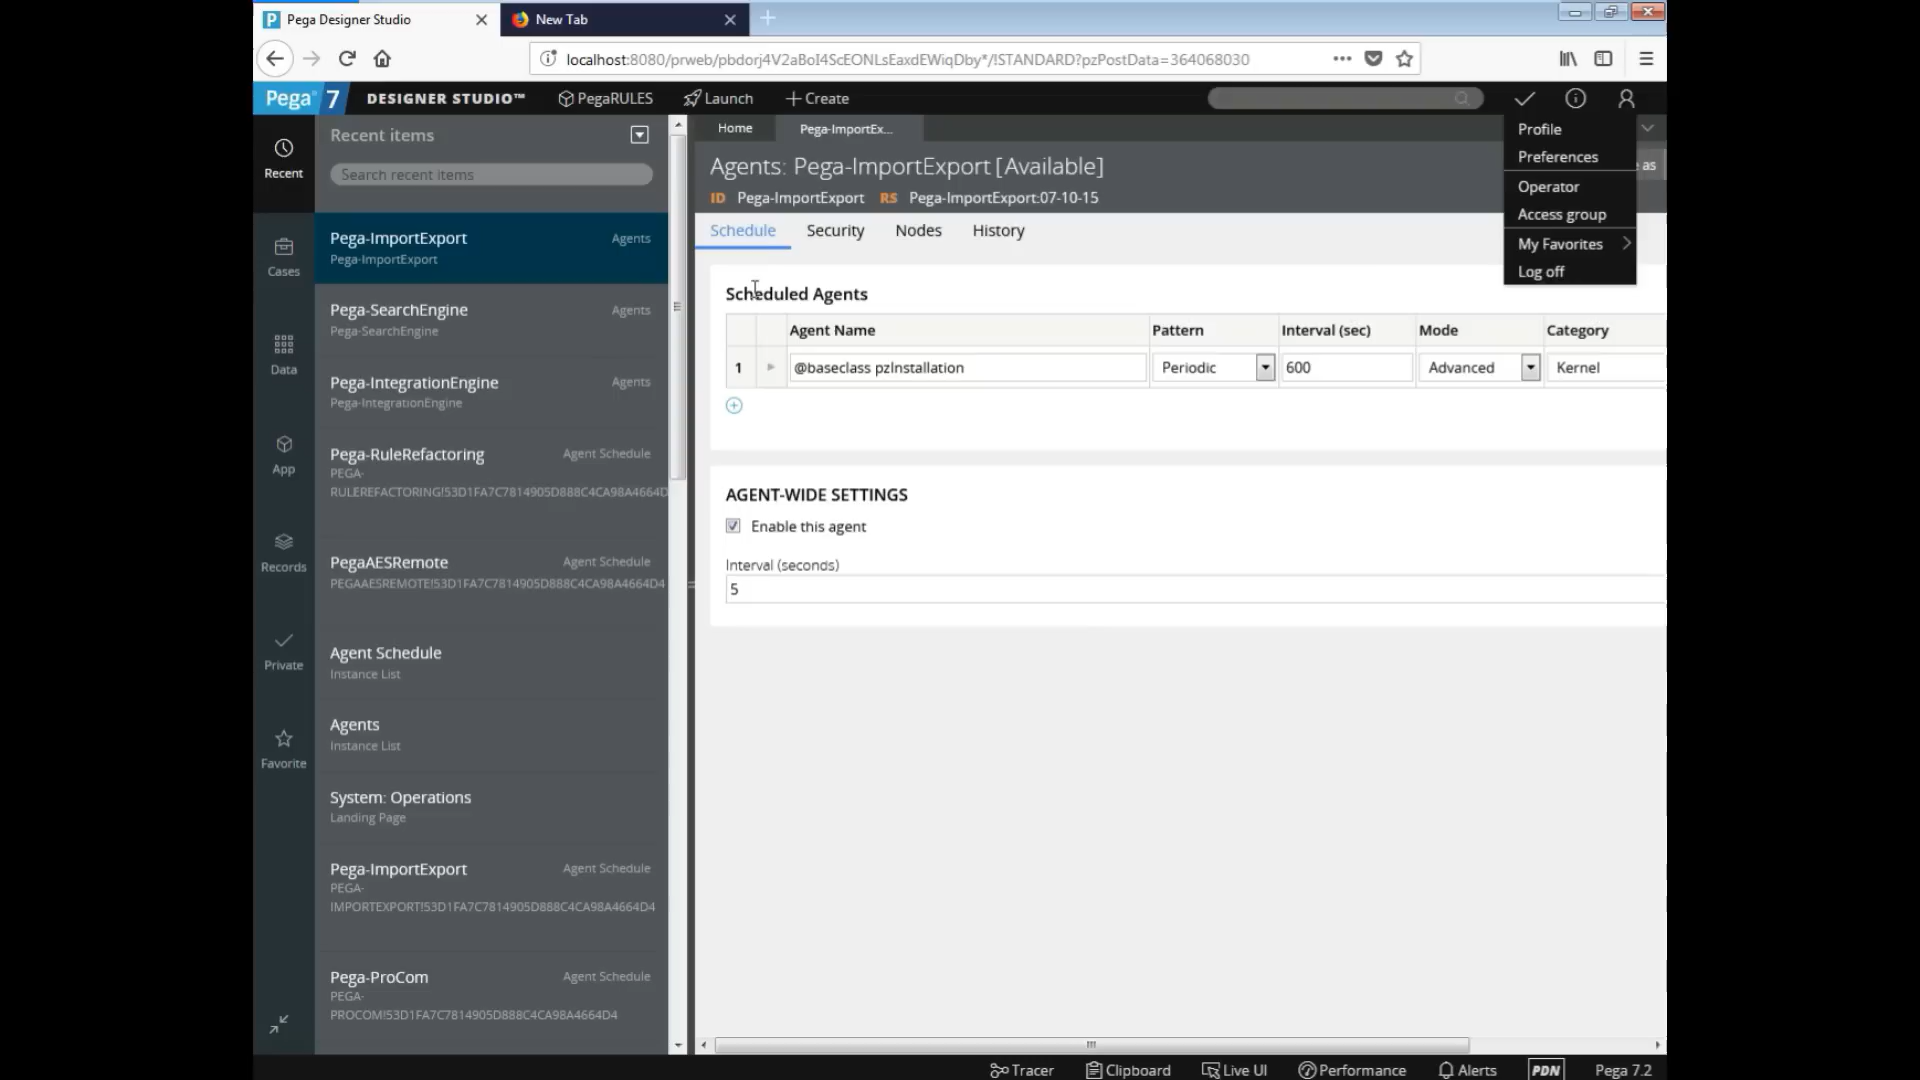 Pega Designer Studio
New Tab
localhost:8080/prweb/pbdorj4V2aBoI4ScEONLsEaxdEWiqDby*/!STANDARD?pzPostData=364068030
Pega 7
DESIGNER STUDIO™
PegaRULES
Launch
Create
Recent
Cases
Data
App
Records
Private
Favorite
Recent items
Search recent items
Pega-ImportExport Agents
Pega-ImportExport
Pega-SearchEngine Agents
Pega-SearchEngine
Pega-IntegrationEngine Agents
Pega-IntegrationEngine
Pega-RuleRefactoring Agent Schedule
PEGA-
RULEREFACTORING!53D1FA7C7814905D888C4CA98A4664D
PegaAESRemote Agent Schedule
PEGAAESREMOTE!53D1FA7C7814905D888C4CA98A4664D4
Agent Schedule
Instance List
Agents
Instance List
System: Operations
Landing Page
Pega-ImportExport Agent Schedule
PEGA-
IMPORTEXPORT!53D1FA7C7814905D888C4CA98A4664D4
Pega-ProCom Agent Schedule
PEGA-
PROCOM!53D1FA7C7814905D888C4CA98A4664D4
Home
Pega-ImportEx...
Agents: Pega-ImportExport [Available]
ID Pega-ImportExport RS Pega-ImportExport:07-10-15
as
Profile
Preferences
Operator
Access group
My Favorites
Log off
Schedule Security Nodes History
Scheduled Agents
Agent Name Pattern Interval (sec) Mode Category
1 @baseclass pzInstallation Periodic 600 Advanced Kernel
AGENT-WIDE SETTINGS
Enable this agent
Interval (seconds)
5
Tracer Clipboard Live UI Performance Alerts PDN Pega 7.2